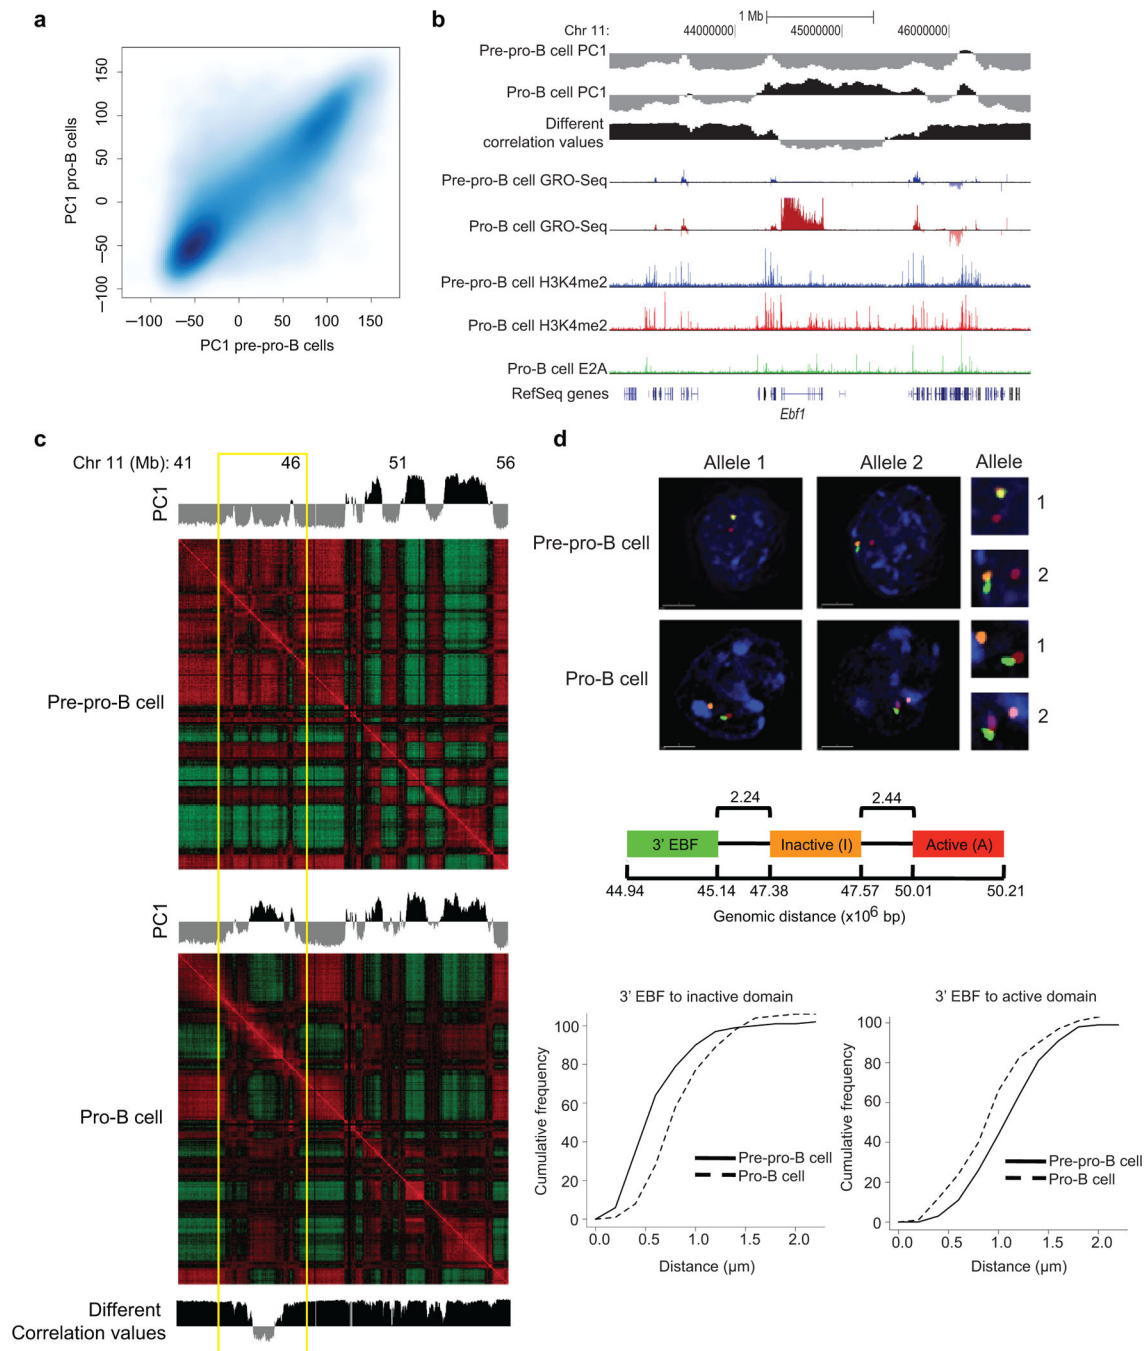 a
PC1 pro-B cells
150
100
50
0
−50
−100
−100 −50 0 50 100 150
PC1 pre-pro-B cells
b
1 Mb
Chr 11: 44000000 45000000 46000000
Pre-pro-B cell PC1
Pro-B cell PC1
Different
correlation values
Pre-pro-B cell GRO-Seq
Pro-B cell GRO-Seq
Pre-pro-B cell H3K4me2
Pro-B cell H3K4me2
Pro-B cell E2A
RefSeq genes
Ebf1
c
Chr 11 (Mb): 41 46 51 56
PC1
Pre-pro-B cell
PC1
Pro-B cell
Different
Correlation values
d
Allele 1 Allele 2 Allele
Pre-pro-B cell
1
2
Pro-B cell
1
2
2.24 2.44
3' EBF Inactive (I) Active (A)
44.94 45.14 47.38 47.57 50.01 50.21
Genomic distance (x10⁶ bp)
3' EBF to inactive domain
Cumulative frequency
100
80
60
40
20
0
Pre-pro-B cell
Pro-B cell
0.0 0.5 1.0 1.5 2.0
Distance (μm)
3' EBF to active domain
Cumulative frequency
100
80
60
40
20
0
Pre-pro-B cell
Pro-B cell
0.0 0.5 1.0 1.5 2.0
Distance (μm)